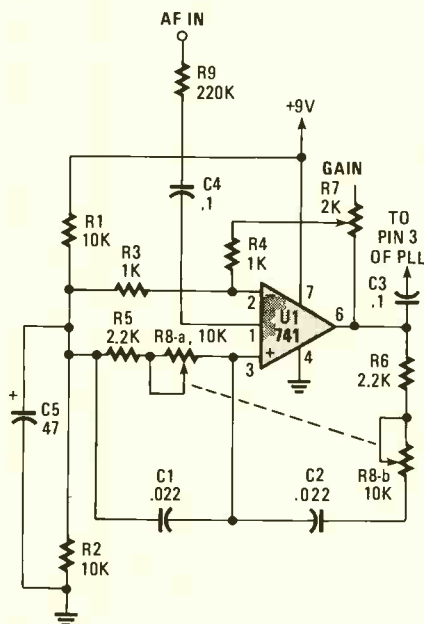 AF IN
R9
220K
+9V
GAIN
R7
2K
C4
.1
TO
PIN 3
OF PLL
R1
10K
R3
1K
R4
1K
C3
.1
2
7
U1
741
6
1
R5
2.2K
R8-a, 10K
+
3
4
R6
2.2K
+
C5
47
C1
.022
C2
.022
R8-b
10K
R2
10K